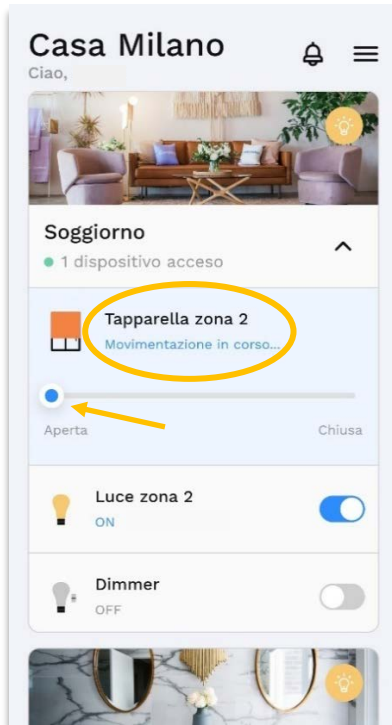 Casa Milano
Ciao,
Soggiorno
1 dispositivo acceso
Tapparella zona 2
Movimentazione in corso...
Aperta Chiusa
Luce zona 2
ON
Dimmer
OFF